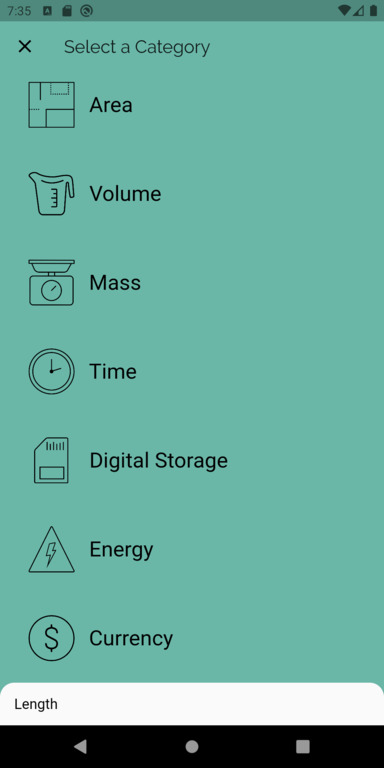 7:35
Select a Category
Area
Volume
Mass
Time
Digital Storage
Energy
$ Currency
Length